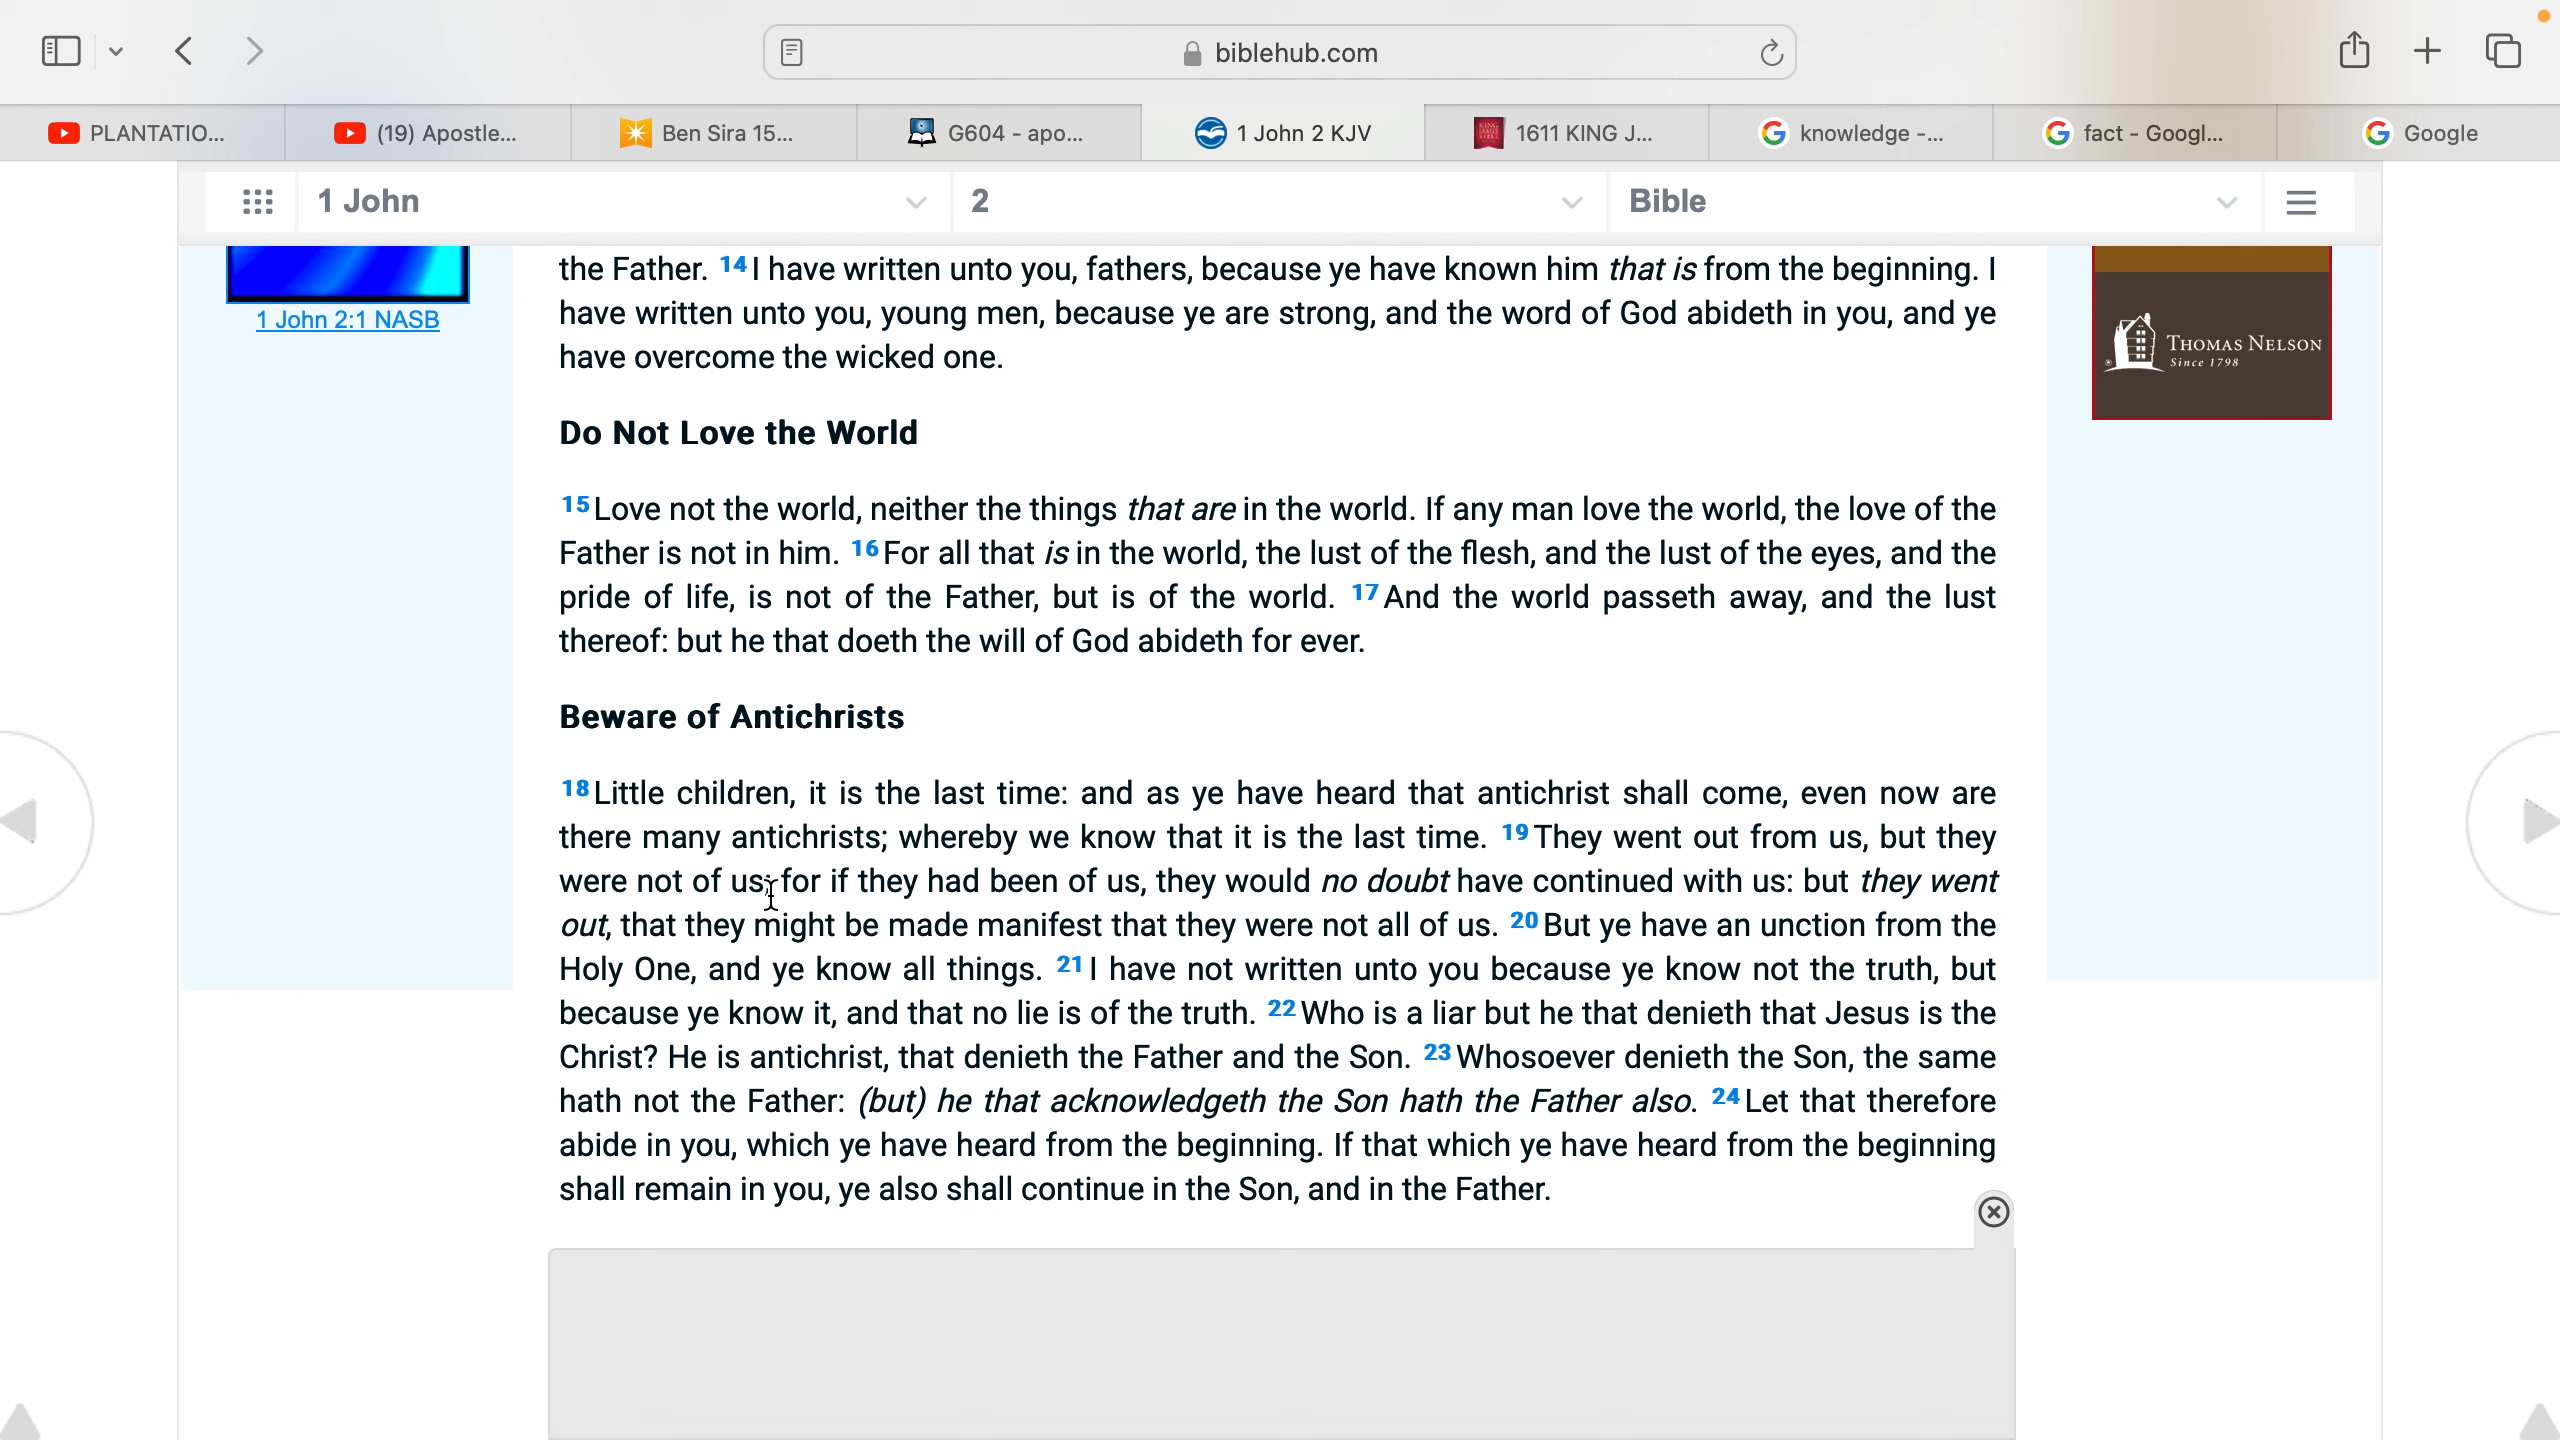 biblehub.com
PLANTATIO...
(19) Apostle...
Ben Sira 15...
G604 - apo...
1 John 2 KJV
1611 KING J...
knowledge -...
fact - Googl...
Google
1 John
2
Bible
1 John 2:1 NASB
THOMAS NELSON
Since 1798
the Father. 14 I have written unto you, fathers, because ye have known him that is from the beginning. I
have written unto you, young men, because ye are strong, and the word of God abideth in you, and ye
have overcome the wicked one.
Do Not Love the World
15 Love not the world, neither the things that are in the world. If any man love the world, the love of the
Father is not in him. 16 For all that is in the world, the lust of the flesh, and the lust of the eyes, and the
pride of life, is not of the Father, but is of the world. 17 And the world passeth away, and the lust
thereof: but he that doeth the will of God abideth for ever.
Beware of Antichrists
18 Little children, it is the last time: and as ye have heard that antichrist shall come, even now are
there many antichrists; whereby we know that it is the last time. 19 They went out from us, but they
were not of us; for if they had been of us, they would no doubt have continued with us: but they went
out, that they might be made manifest that they were not all of us. 20 But ye have an unction from the
Holy One, and ye know all things. 21 I have not written unto you because ye know not the truth, but
because ye know it, and that no lie is of the truth. 22 Who is a liar but he that denieth that Jesus is the
Christ? He is antichrist, that denieth the Father and the Son. 23 Whosoever denieth the Son, the same
hath not the Father: (but) he that acknowledgeth the Son hath the Father also. 24 Let that therefore
abide in you, which ye have heard from the beginning. If that which ye have heard from the beginning
shall remain in you, ye also shall continue in the Son, and in the Father.